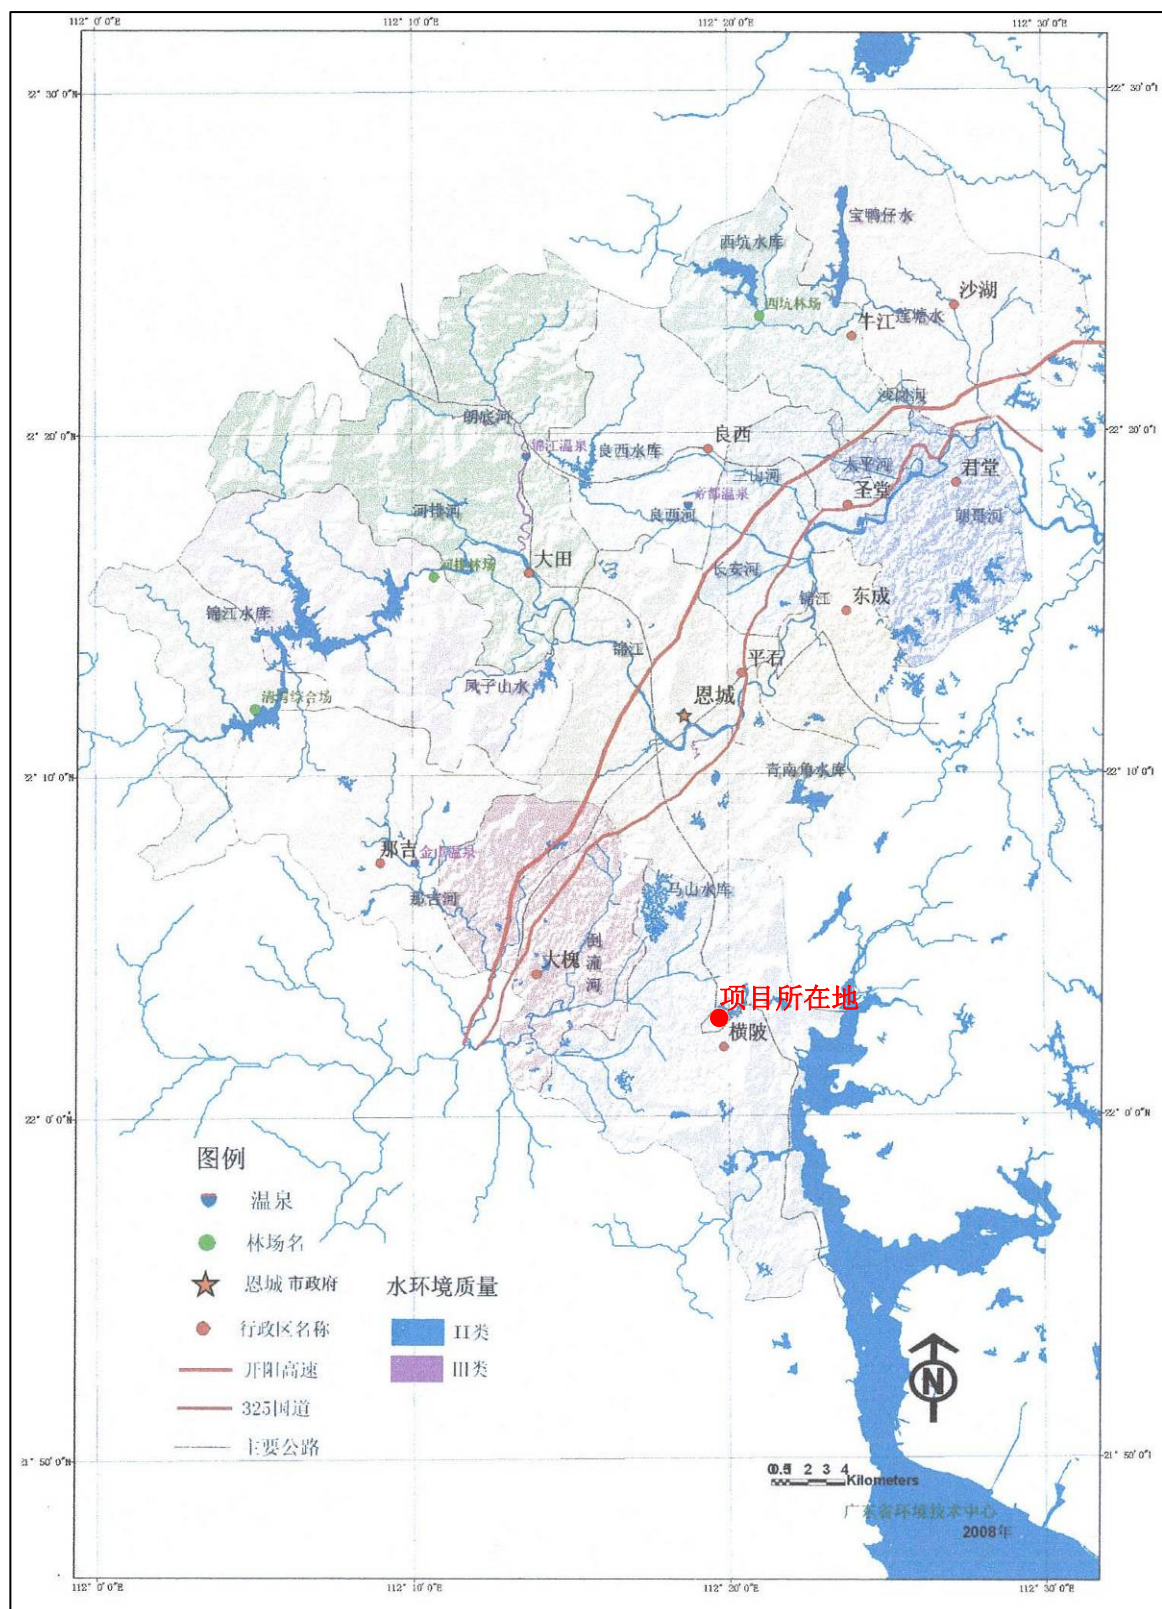 112° 0′0″E
112° 10′0″E
112° 20′0″E
112° 30′0″E
22° 30′0″N
宝鸭仔水
西坑水库
沙湖
西坑林场
莲塘水
牛江
沙岗河
22° 20′0″N
22° 20′0″N
朗底河
锦江温泉
良西水库
良西
三山河
太平河
君堂
帝都温泉
圣堂
良西河
朗哥河
河排河
河排林场
大田
长安河
锦江水库
锦江
东成
锦江
平石
凤子山水
恩城
清湾综合场
22° 10′0″N
青南角水库
22° 10′0″N
那吉
金山温泉
那吉河
马山水库
大槐
倒流河
项目所在地
横陂
22° 0′0″N
22° 0′0″N
图例
温泉
林场名
恩城 市政府
水环境质量
行政区名称
II类
开阳高速
III类
325国道
N
主要公路
21° 50′0″N
0 0.5 1 2 3 4
Kilometers
广东省环境技术中心
2008年
112° 0′0″E
112° 10′0″E
112° 20′0″E
112° 30′0″E